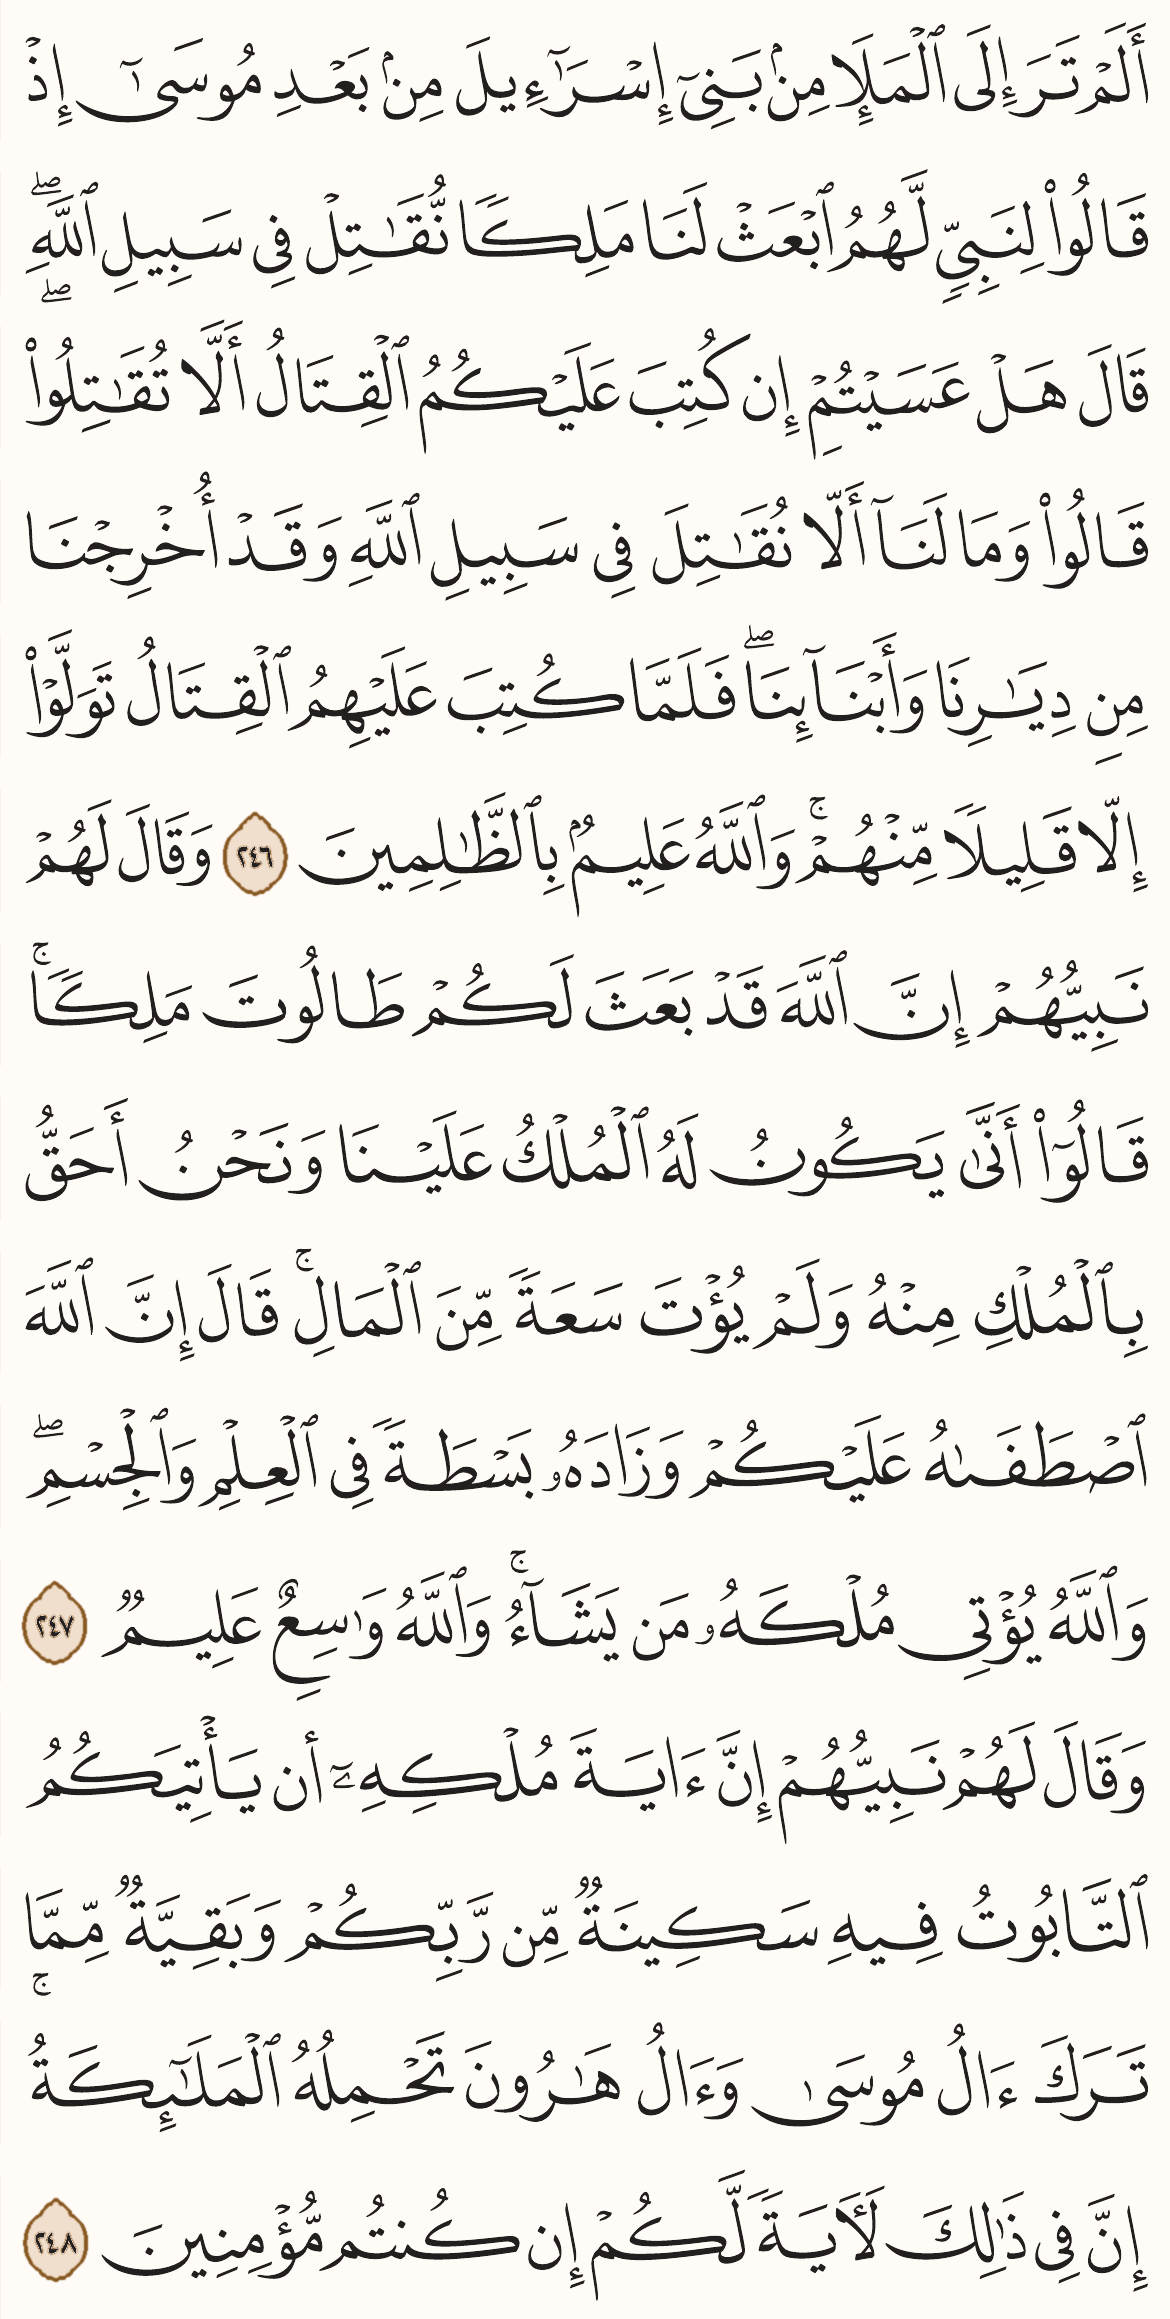 أَلَمْ تَرَ إِلَى ٱلْمَلَإِ مِنۢ بَنِىٓ إِسْرَٰٓءِيلَ مِنۢ بَعْدِ مُوسَىٰٓ إِذْ
قَالُوا۟ لِنَبِىٍّ لَّهُمُ ٱبْعَثْ لَنَا مَلِكًا نُّقَٰتِلْ فِى سَبِيلِ ٱللَّهِ ۖ
قَالَ هَلْ عَسَيْتُمْ إِن كُتِبَ عَلَيْكُمُ ٱلْقِتَالُ أَلَّا تُقَٰتِلُوا۟ ۖ
قَالُوا۟ وَمَا لَنَآ أَلَّا نُقَٰتِلَ فِى سَبِيلِ ٱللَّهِ وَقَدْ أُخْرِجْنَا
مِن دِيَٰرِنَا وَأَبْنَآئِنَا ۖ فَلَمَّا كُتِبَ عَلَيْهِمُ ٱلْقِتَالُ تَوَلَّوْا۟
إِلَّا قَلِيلًا مِّنْهُمْ ۚ وَٱللَّهُ عَلِيمٌۢ بِٱلظَّٰلِمِينَ ٢٤٦ وَقَالَ لَهُمْ
نَبِيُّهُمْ إِنَّ ٱللَّهَ قَدْ بَعَثَ لَكُمْ طَالُوتَ مَلِكًا ۚ
قَالُوٓا۟ أَنَّىٰ يَكُونُ لَهُ ٱلْمُلْكُ عَلَيْنَا وَنَحْنُ أَحَقُّ
بِٱلْمُلْكِ مِنْهُ وَلَمْ يُؤْتَ سَعَةً مِّنَ ٱلْمَالِ ۚ قَالَ إِنَّ ٱللَّهَ
ٱصْطَفَىٰهُ عَلَيْكُمْ وَزَادَهُۥ بَسْطَةً فِى ٱلْعِلْمِ وَٱلْجِسْمِ ۖ
وَٱللَّهُ يُؤْتِى مُلْكَهُۥ مَن يَشَآءُ ۚ وَٱللَّهُ وَٰسِعٌ عَلِيمٌ ٢٤٧
وَقَالَ لَهُمْ نَبِيُّهُمْ إِنَّ ءَايَةَ مُلْكِهِۦٓ أَن يَأْتِيَكُمُ
ٱلتَّابُوتُ فِيهِ سَكِينَةٌ مِّن رَّبِّكُمْ وَبَقِيَّةٌ مِّمَّا
تَرَكَ ءَالُ مُوسَىٰ وَءَالُ هَٰرُونَ تَحْمِلُهُ ٱلْمَلَٰٓئِكَةُ ۚ
إِنَّ فِى ذَٰلِكَ لَءَايَةً لَّكُمْ إِن كُنتُم مُّؤْمِنِينَ ٢٤٨